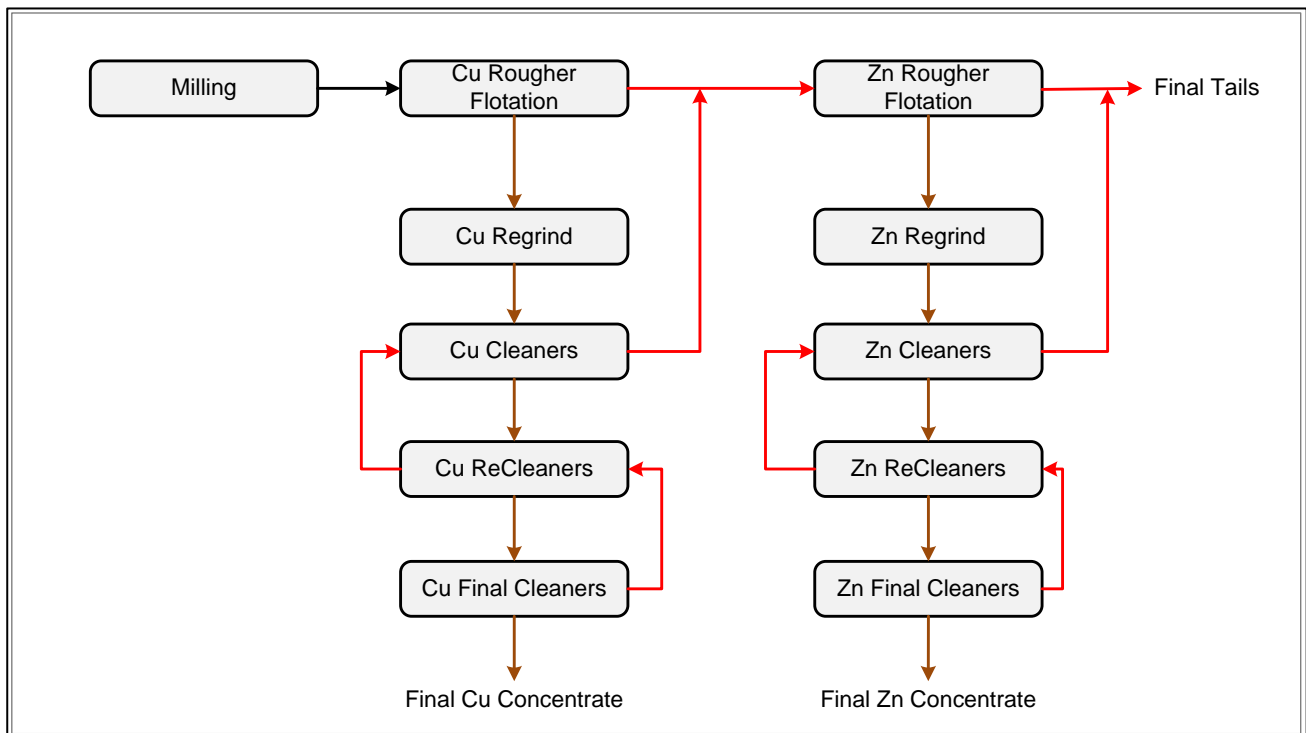 Milling
Cu Rougher
Flotation
Zn Rougher
Flotation
Final Tails
Cu Regrind
Zn Regrind
Cu Cleaners
Zn Cleaners
Cu ReCleaners
Zn ReCleaners
Cu Final Cleaners
Zn Final Cleaners
Final Cu Concentrate
Final Zn Concentrate